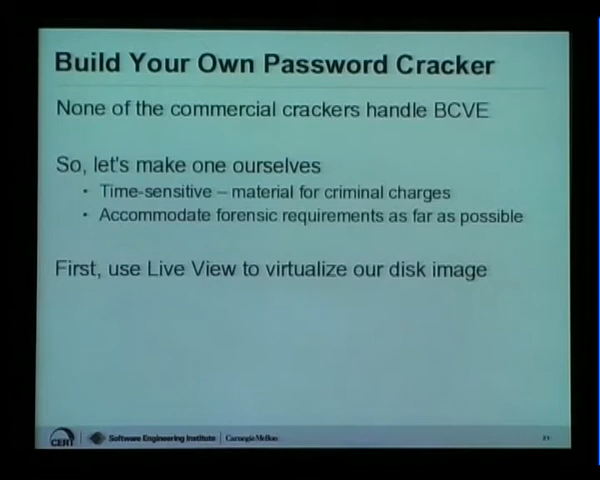 Build Your Own Password Cracker
None of the commercial crackers handle BCVE
So, let's make one ourselves
• Time-sensitive – material for criminal charges
• Accommodate forensic requirements as far as possible
First, use Live View to virtualize our disk image
CERT | Software Engineering Institute | Carnegie Mellon
21